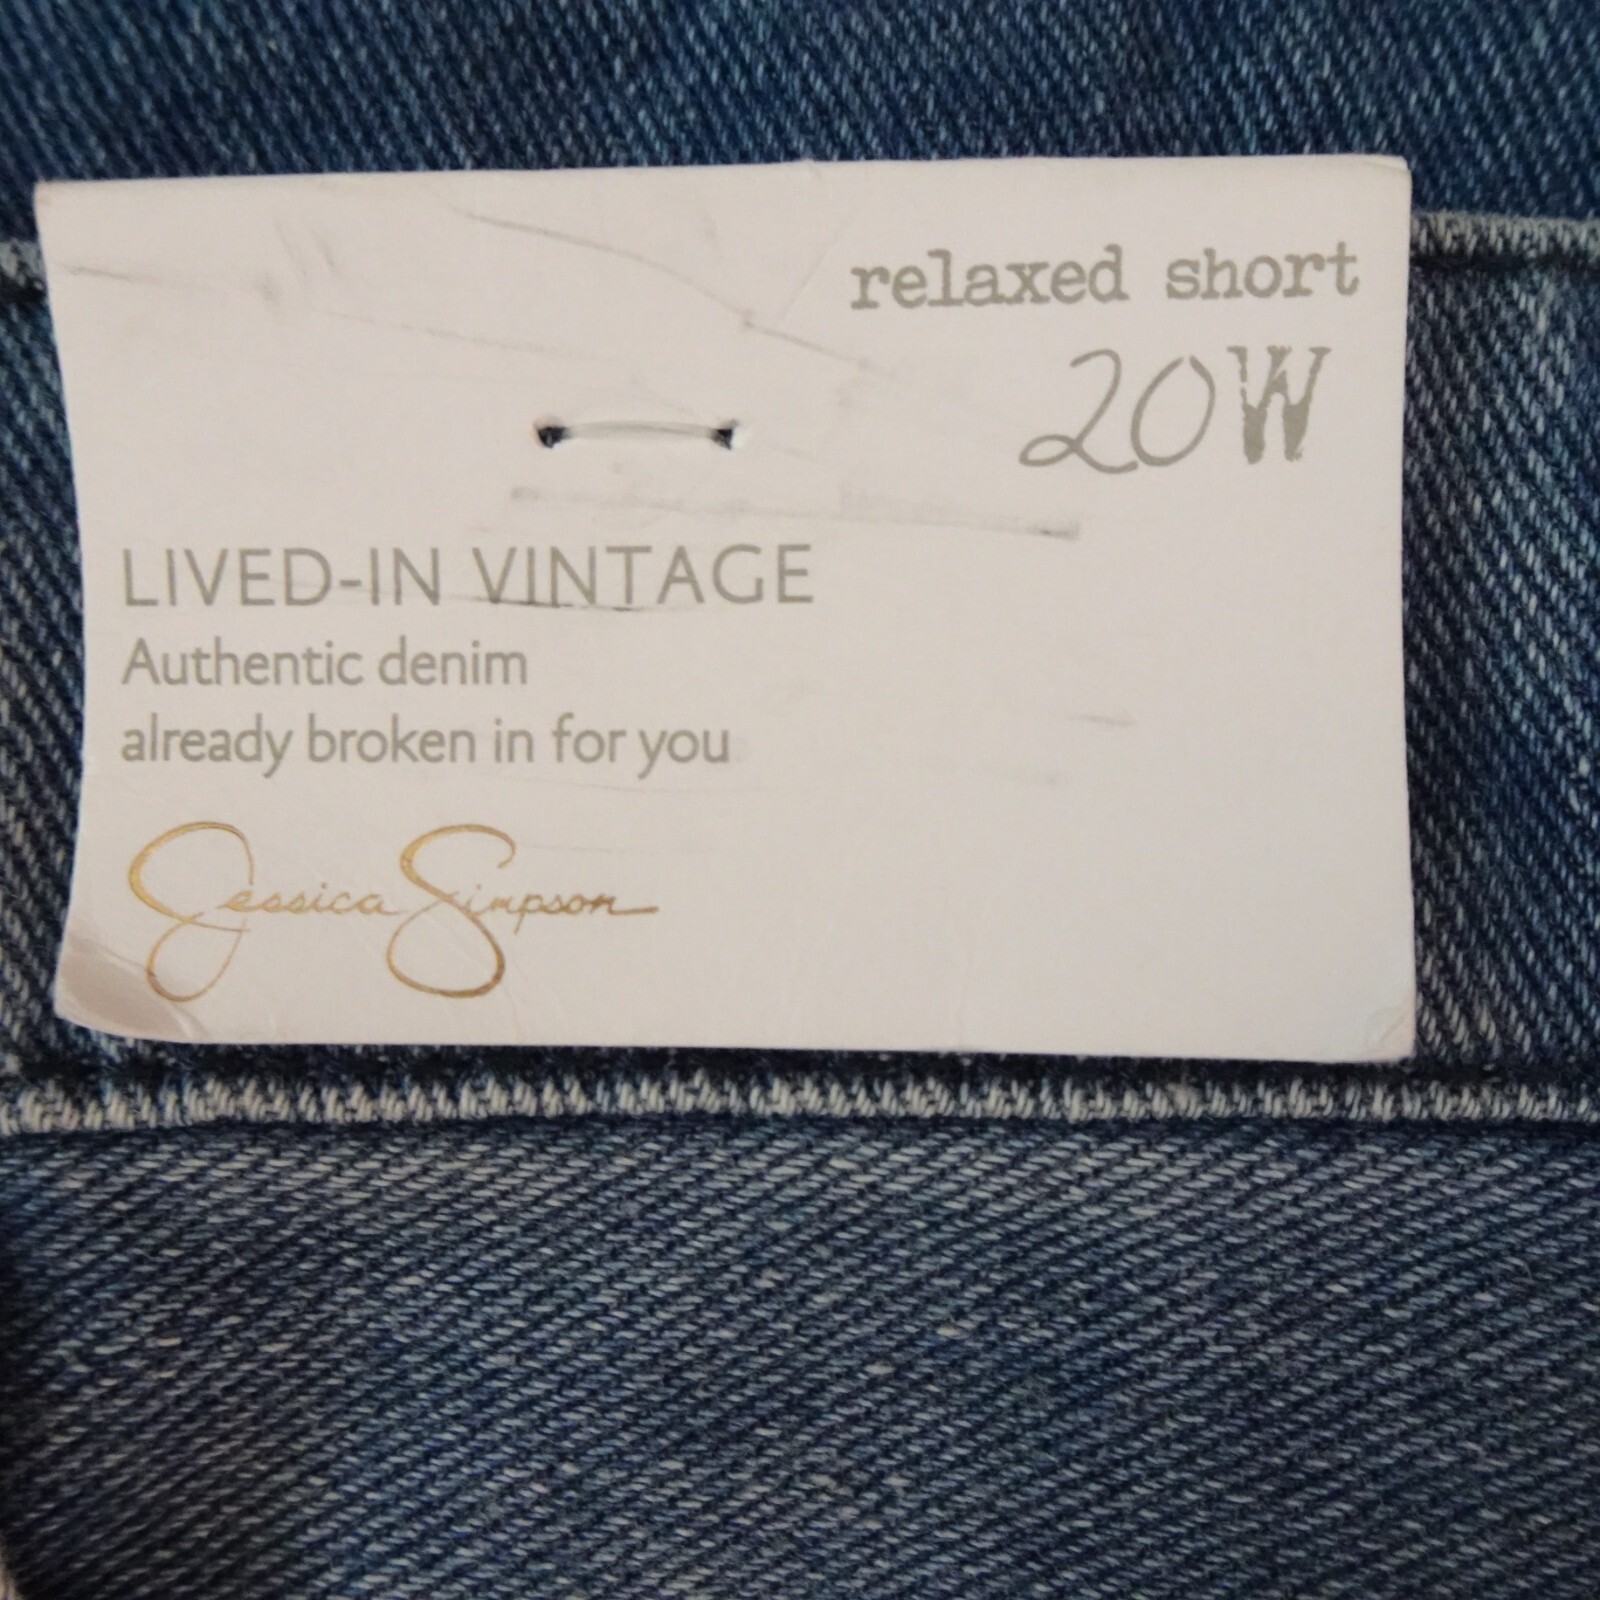 relaxed short
20W
LIVED-IN VINTAGE
Authentic denim
already broken in for you
Jessica Simpson